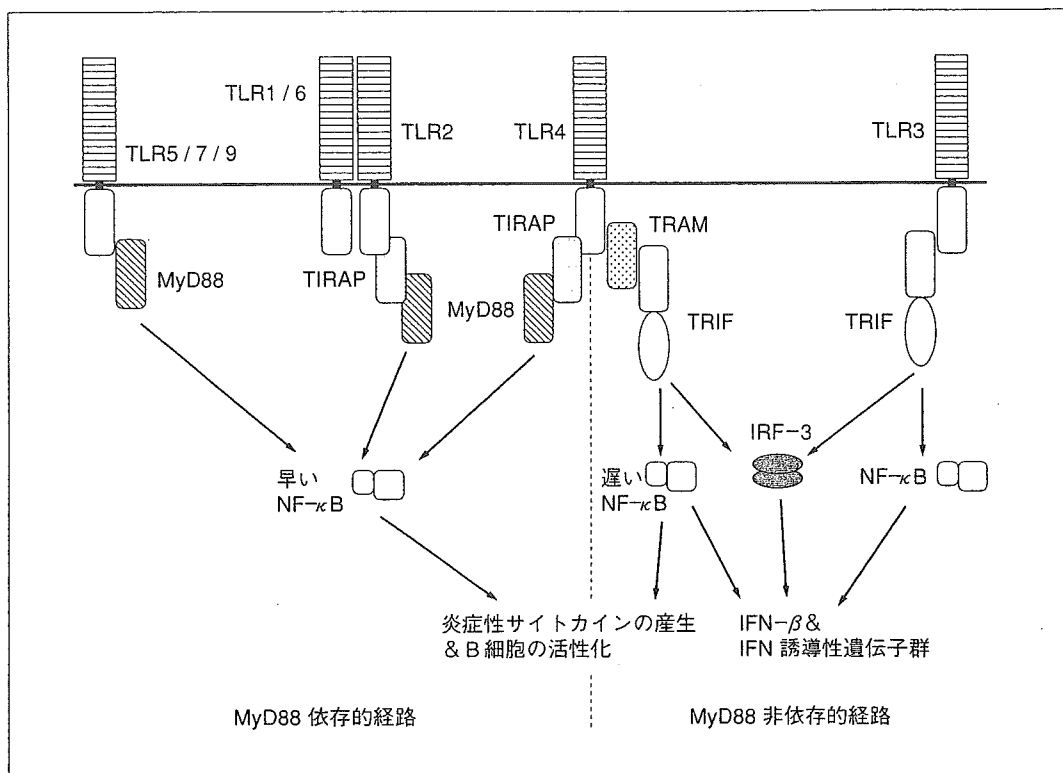 TLR1 / 6
TLR2
TLR4
TLR3
TLR5 / 7 / 9
TIRAP
TRAM
MyD88
TIRAP
MyD88
TRIF
TRIF
IRF-3
早い
NF-κB
遅い
NF-κB
NF-κB
炎症性サイトカインの産生
& B 細胞の活性化
IFN-β &
IFN 誘導性遺伝子群
MyD88 依存的経路
MyD88 非依存的経路